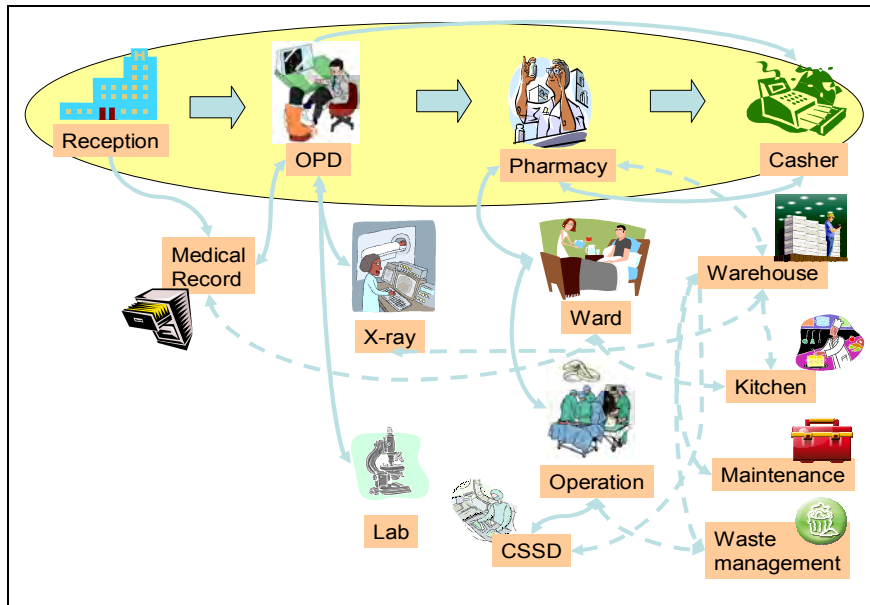 H
Reception
OPD
Pharmacy
Casher
Medical
Record
X-ray
Ward
Warehouse
Kitchen
Lab
Operation
Maintenance
CSSD
Waste
management